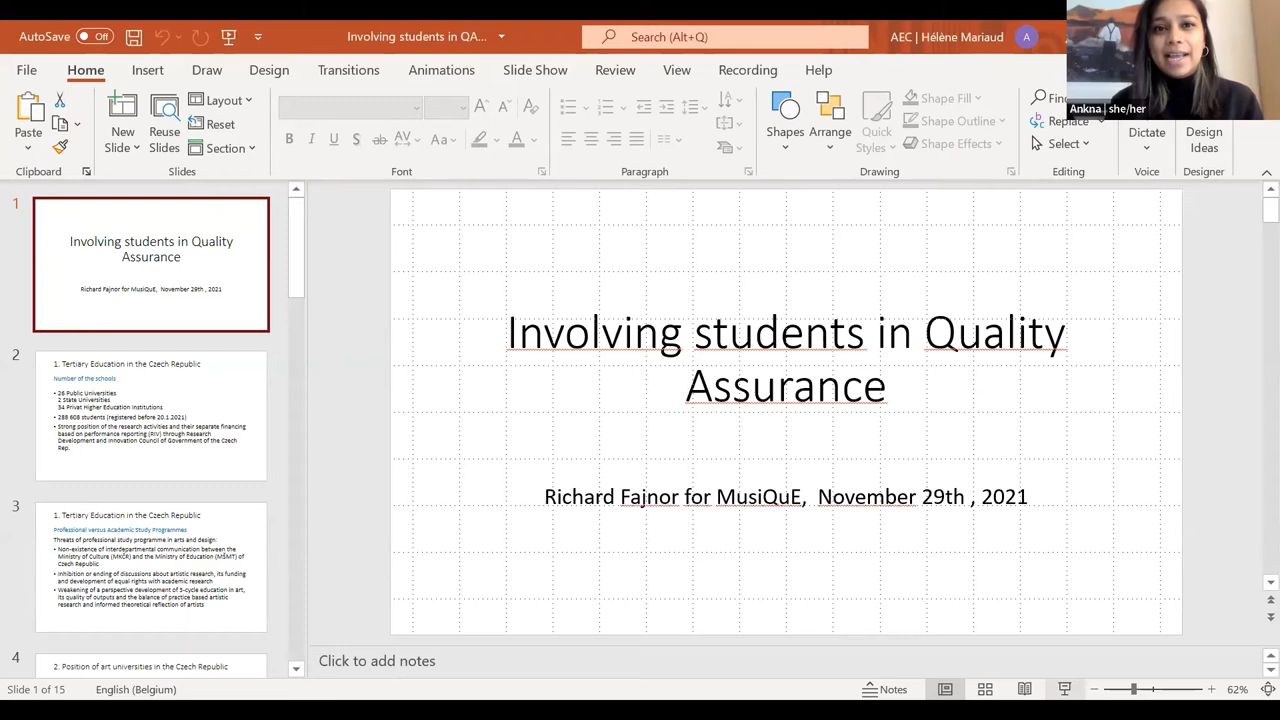 AutoSave Off
Involving students in QA...
Search (Alt+Q)
AEC | Hélène Mariaud
A
Ankna | she/her
File Home Insert Draw Design Transitions Animations Slide Show Review View Recording Help
Paste
New
Slide
Reuse
Slides
Layout
Reset
Section
B I U S ab AV Aa A
Shapes
Arrange
Quick
Styles
Shape Fill
Shape Outline
Shape Effects
Replace
Select
Dictate
Design
Ideas
Clipboard Slides Font Paragraph Drawing Editing Voice Designer
1
Involving students in Quality
Assurance
Richard Fajnor for MusiQuE, November 29th , 2021
2
1. Tertiary Education in the Czech Republic
Number of the schools
• 26 Public Universities
2 State Universities
34 Privat Higher Education Institutions
• 288 608 students (registered before 20.1.2021)
• Strong position of the research activities and their separate financing
based on performance reporting (RIV) through Research
Development and Innovation Council of Government of the Czech
Rep.
3
1. Tertiary Education in the Czech Republic
Professional versus Academic Study Programmes
Threats of professional study programme in arts and design:
• Non-existence of interdepartmental communication between the
Ministry of Culture (MKČR) and the Ministry of Education (MŠMT) of
Czech Republic
• Inhibition or ending of discussions about artistic research, its funding
and development of equal rights with academic research
• Weakening of a perspective development of 3-cycle education in art,
its quality of outputs and the balance of practice based artistic
research and informed theoretical reflection of artists
4
2. Position of art universities in the Czech Republic
Involving students in Quality
Assurance
Richard Fajnor for MusiQuE, November 29th , 2021
Click to add notes
Slide 1 of 15
English (Belgium)
Notes
62%